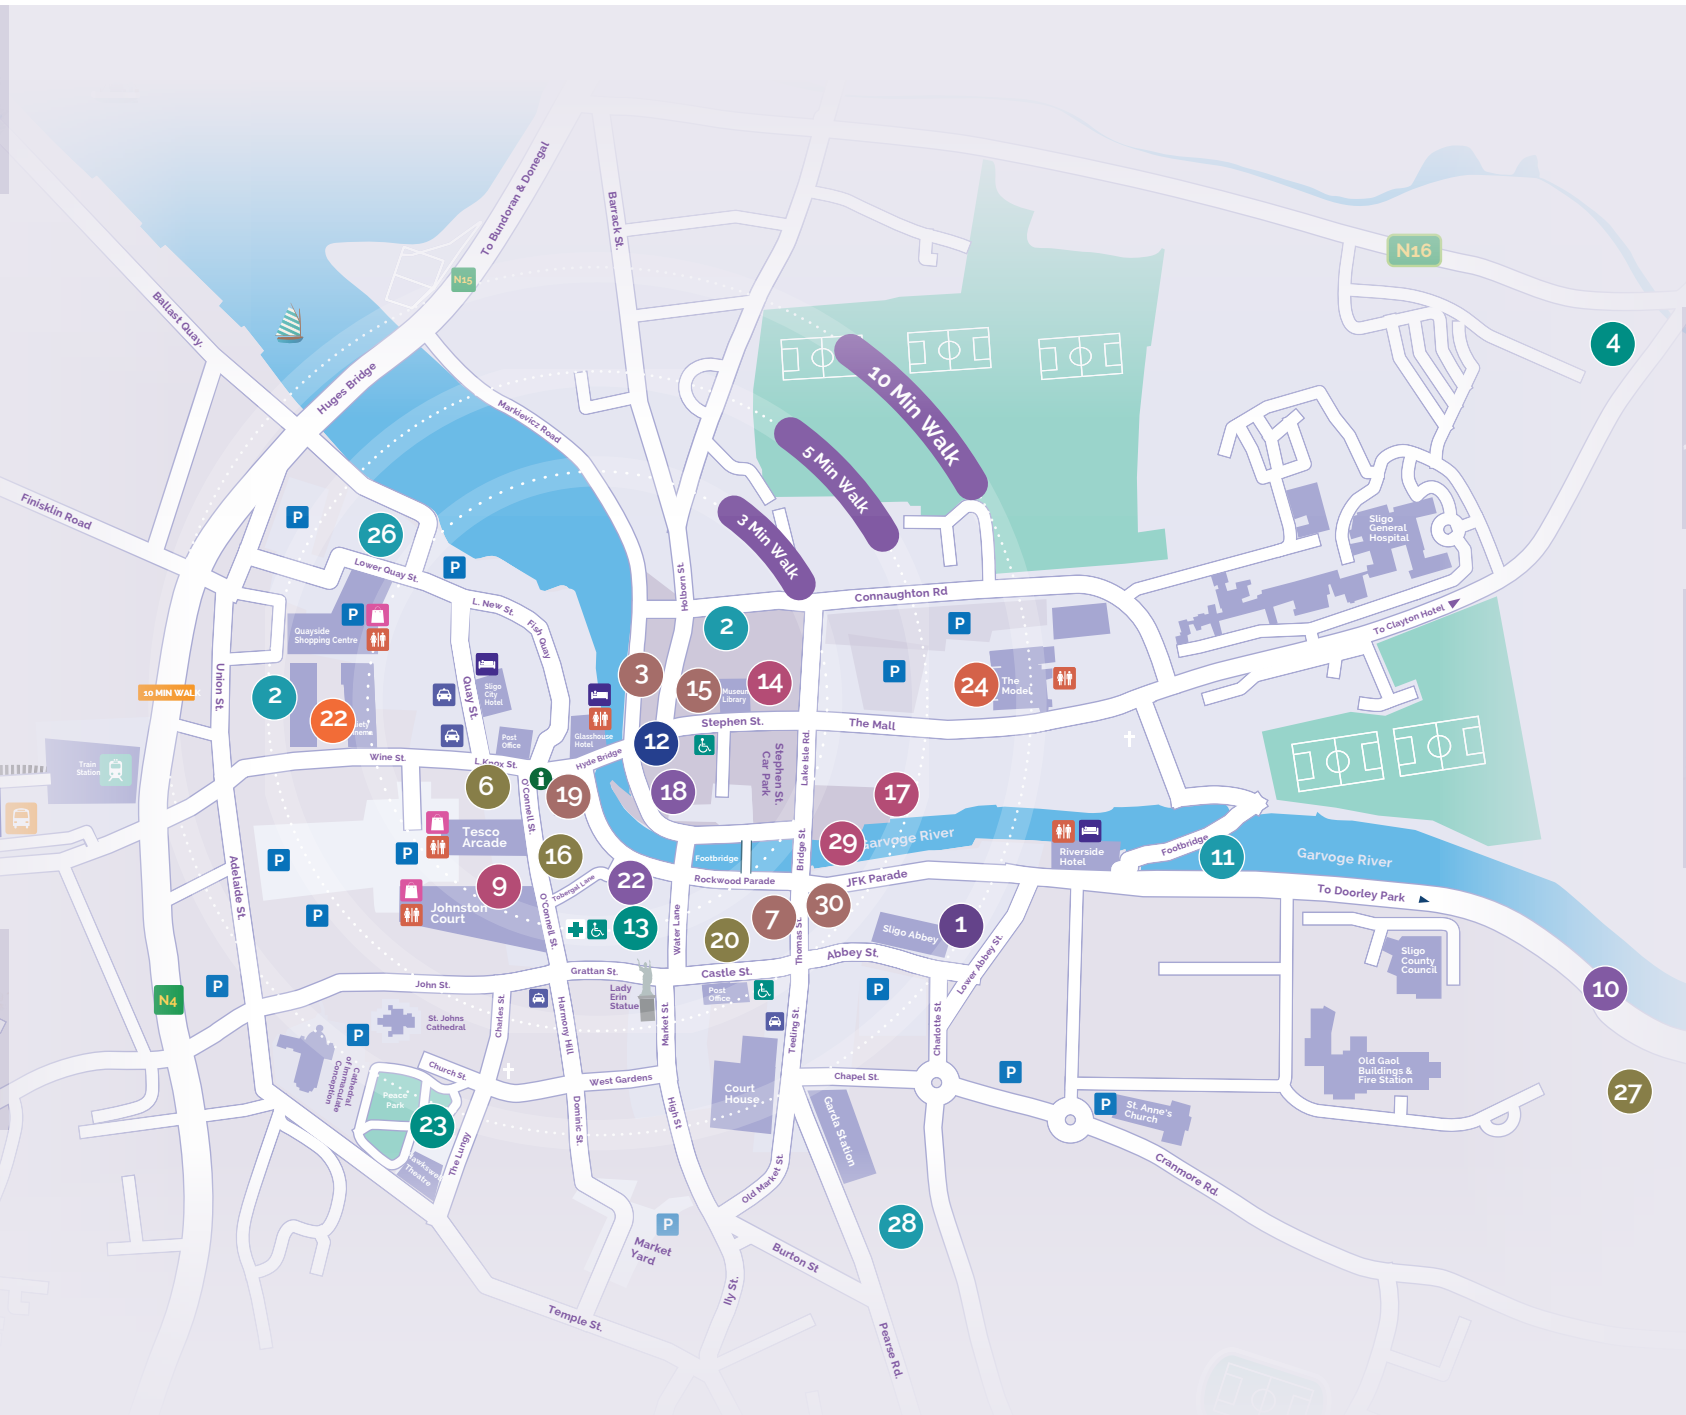 To Bundoran & Donegal
Barrack St.
N15
N16
Ballast Quay.
Huges Bridge
Markievicz Road
10 Min Walk
5 Min Walk
3 Min Walk
4
Finisklin Road
P
26
Lower Quay St.
P
L. New St.
Fish Quay
Holborn St.
Connaughton Rd
Sligo
General
Hospital
To Clayton Hotel
P
Quayside
Shopping Centre
2
P
3
15
14
Museum
Library
P
24
The
Model
10 MIN WALK
Union St.
2
22
Quay St.
Sligo
City
Hotel
Post
Office
Glasshouse
Hotel
12
Stephen St.
The Mall
Train
Station
Wine St.
L. Knox St.
Hyde Bridge
Stephen St.
Car Park
Lake Isle Rd.
6
i
19
18
17
O'Connell St.
Tesco
Arcade
P
P
16
29
Garvoge River
Bridge St.
Footbridge
Riverside
Hotel
Footbridge
11
Garvoge River
Adelaide St.
9
Johnston
Court
Tobergal Lane
22
Rockwood Parade
JFK Parade
To Doorley Park
P
O'Connell St.
13
Water Lane
20
7
30
Thomas St.
Sligo Abbey
1
Abbey St.
Lower Abbey St.
Sligo
County
Council
N4
P
John St.
Grattan St.
Castle St.
Lady
Erin
Statue
Post
Office
P
10
St. Johns
Cathedral
Charles St.
Harmony Hill
Market St.
Teeling St.
Charlotte St.
P
Cathedral
of Immaculate
Conception
Church St.
West Gardens
Court
House
Chapel St.
P
Old Gaol
Buildings &
Fire Station
27
Peace
Park
23
The Lungy
Dominic St.
High St
Garda Station
P
St. Anne's
Church
Theatre
Old Market St.
Cranmore Rd.
28
P
Market
Yard
Burton St
Temple St.
Pearse Rd.